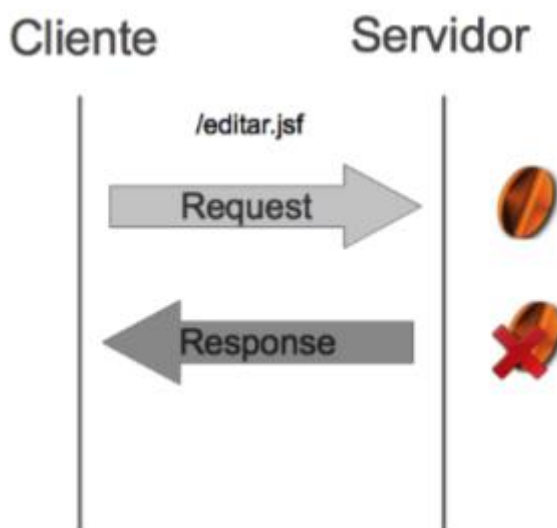 Cliente
Servidor
/editar.jsf
Request
Response